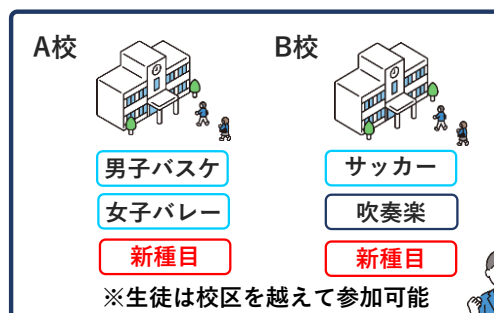 A校
B校
男子バスケ
サッカー
女子バレー
吹奏楽
新種目
新種目
※生徒は校区を越えて参加可能